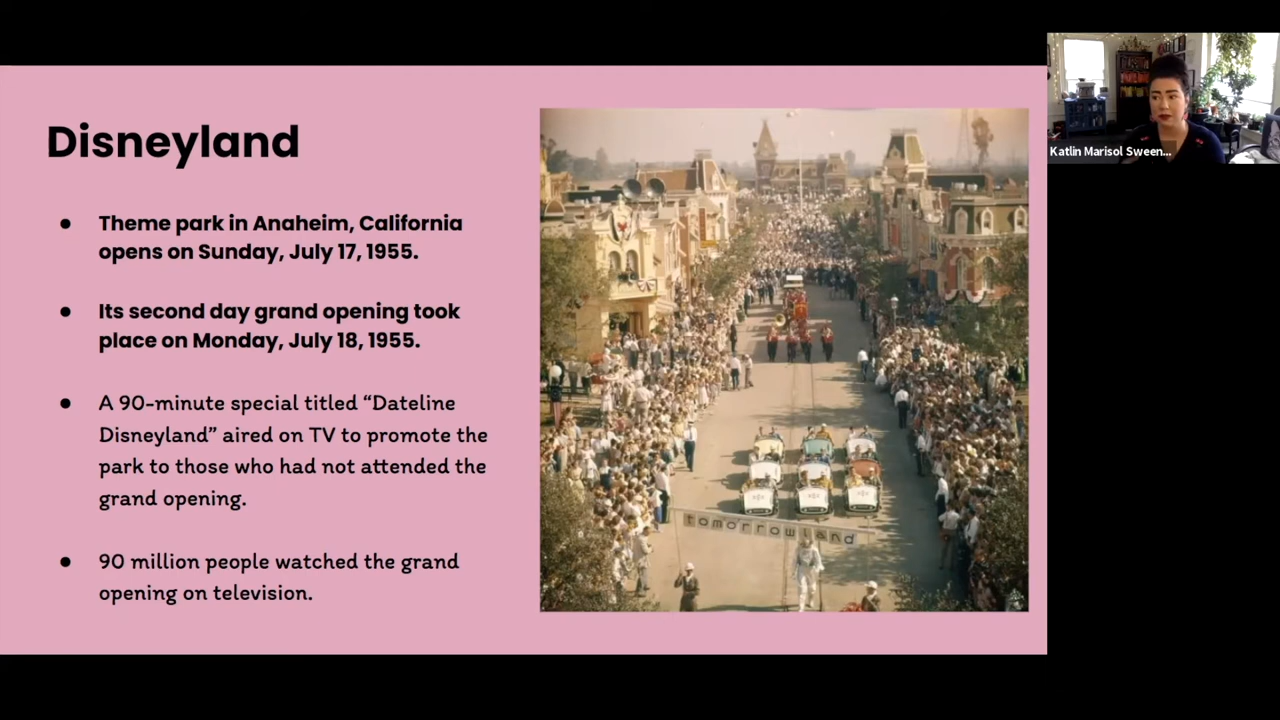 Disneyland
● Theme park in Anaheim, California
opens on Sunday, July 17, 1955.
● Its second day grand opening took
place on Monday, July 18, 1955.
● A 90-minute special titled “Dateline
Disneyland” aired on TV to promote the
park to those who had not attended the
grand opening.
● 90 million people watched the grand
opening on television.
tomorrowland
Katlin Marisol Sween...